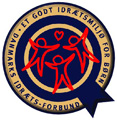 · ET GODT IDRÆTSMILJØ FOR BØRN ·
DANMARKS IDRÆTS-FORBUND